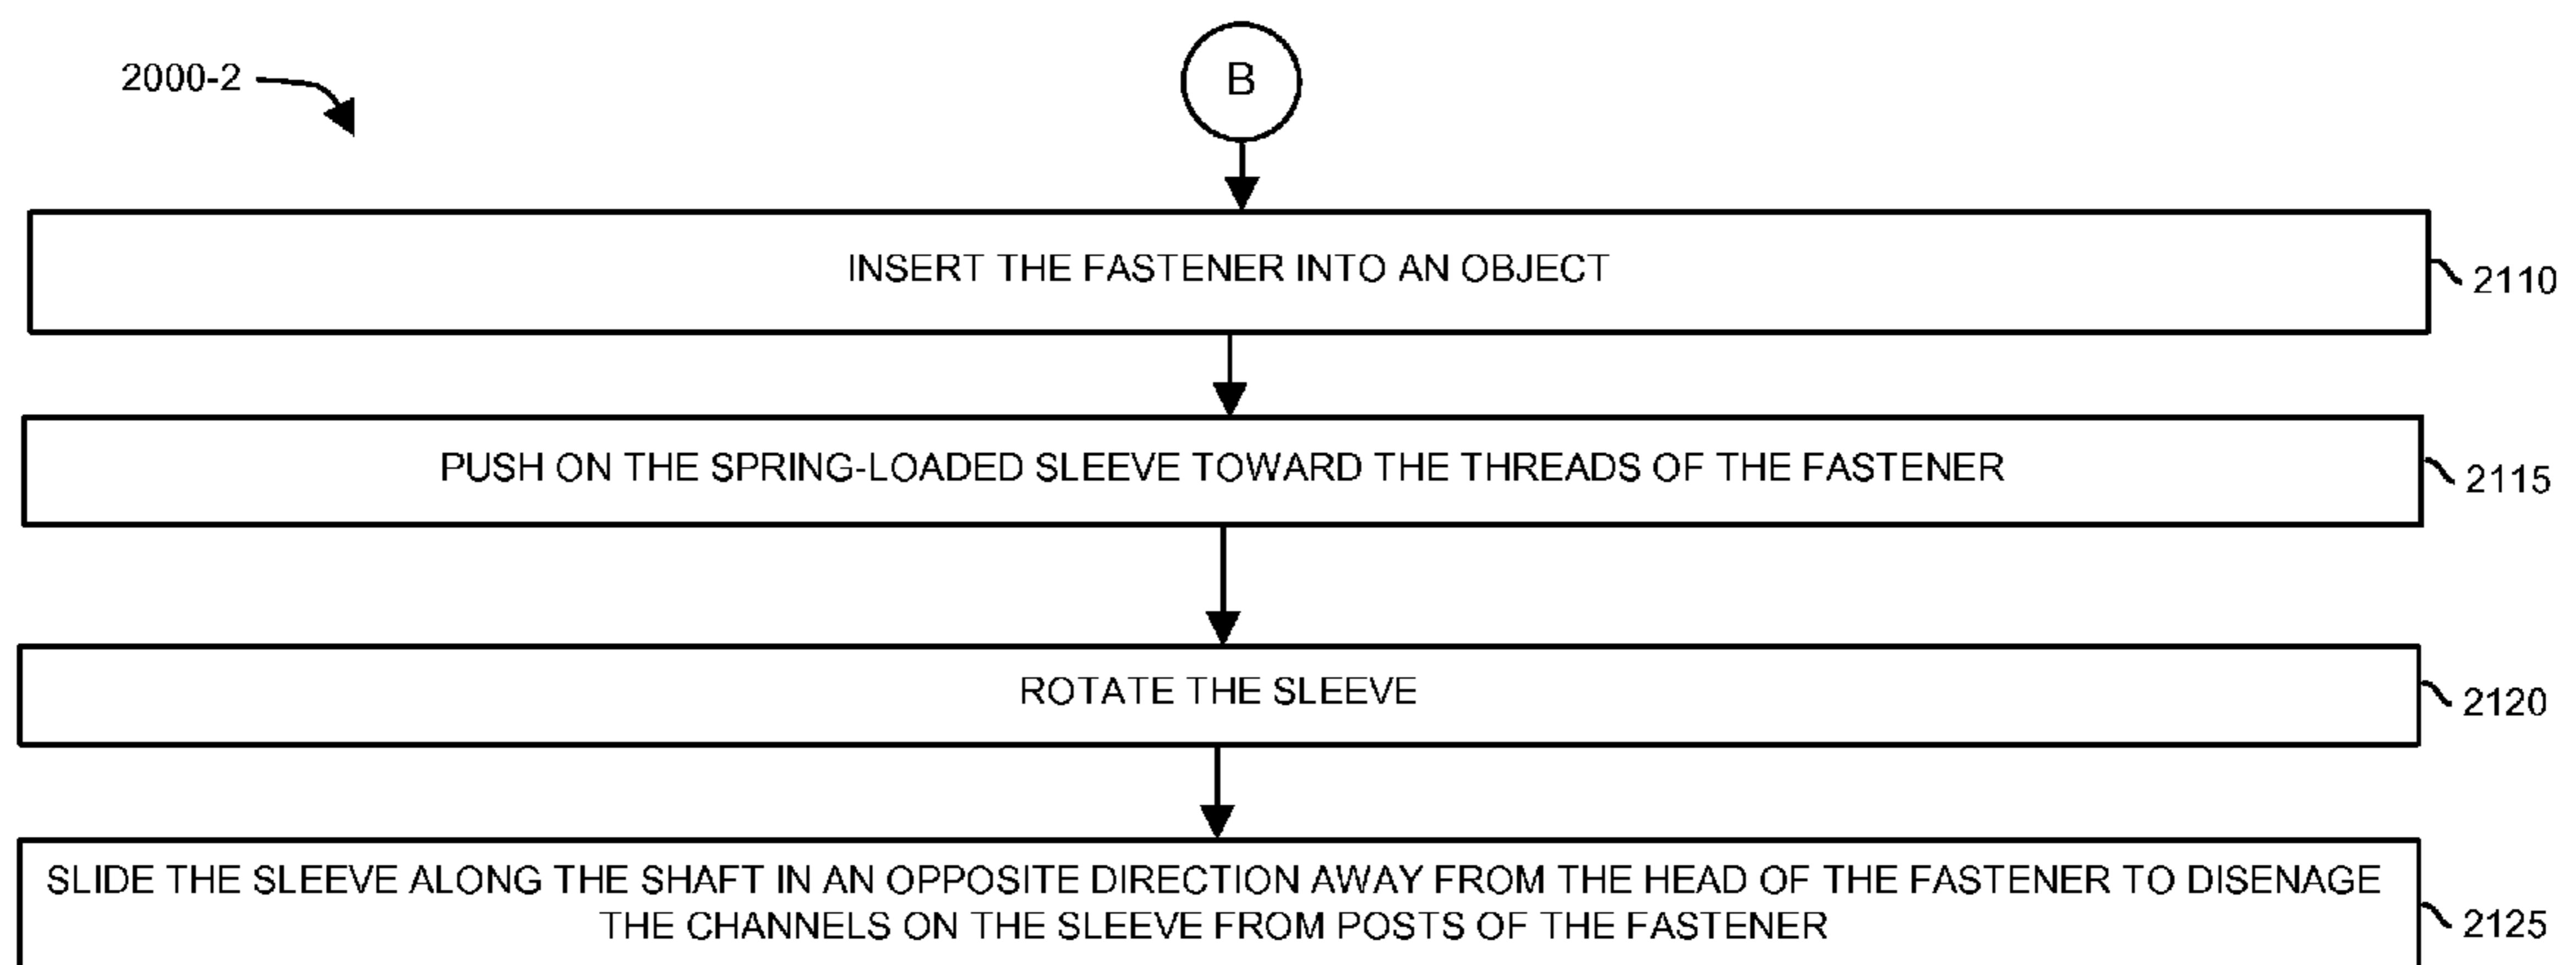 2000-2
B
INSERT THE FASTENER INTO AN OBJECT
2110
PUSH ON THE SPRING-LOADED SLEEVE TOWARD THE THREADS OF THE FASTENER
2115
ROTATE THE SLEEVE
2120
SLIDE THE SLEEVE ALONG THE SHAFT IN AN OPPOSITE DIRECTION AWAY FROM THE HEAD OF THE FASTENER TO DISENAGE
THE CHANNELS ON THE SLEEVE FROM POSTS OF THE FASTENER
2125